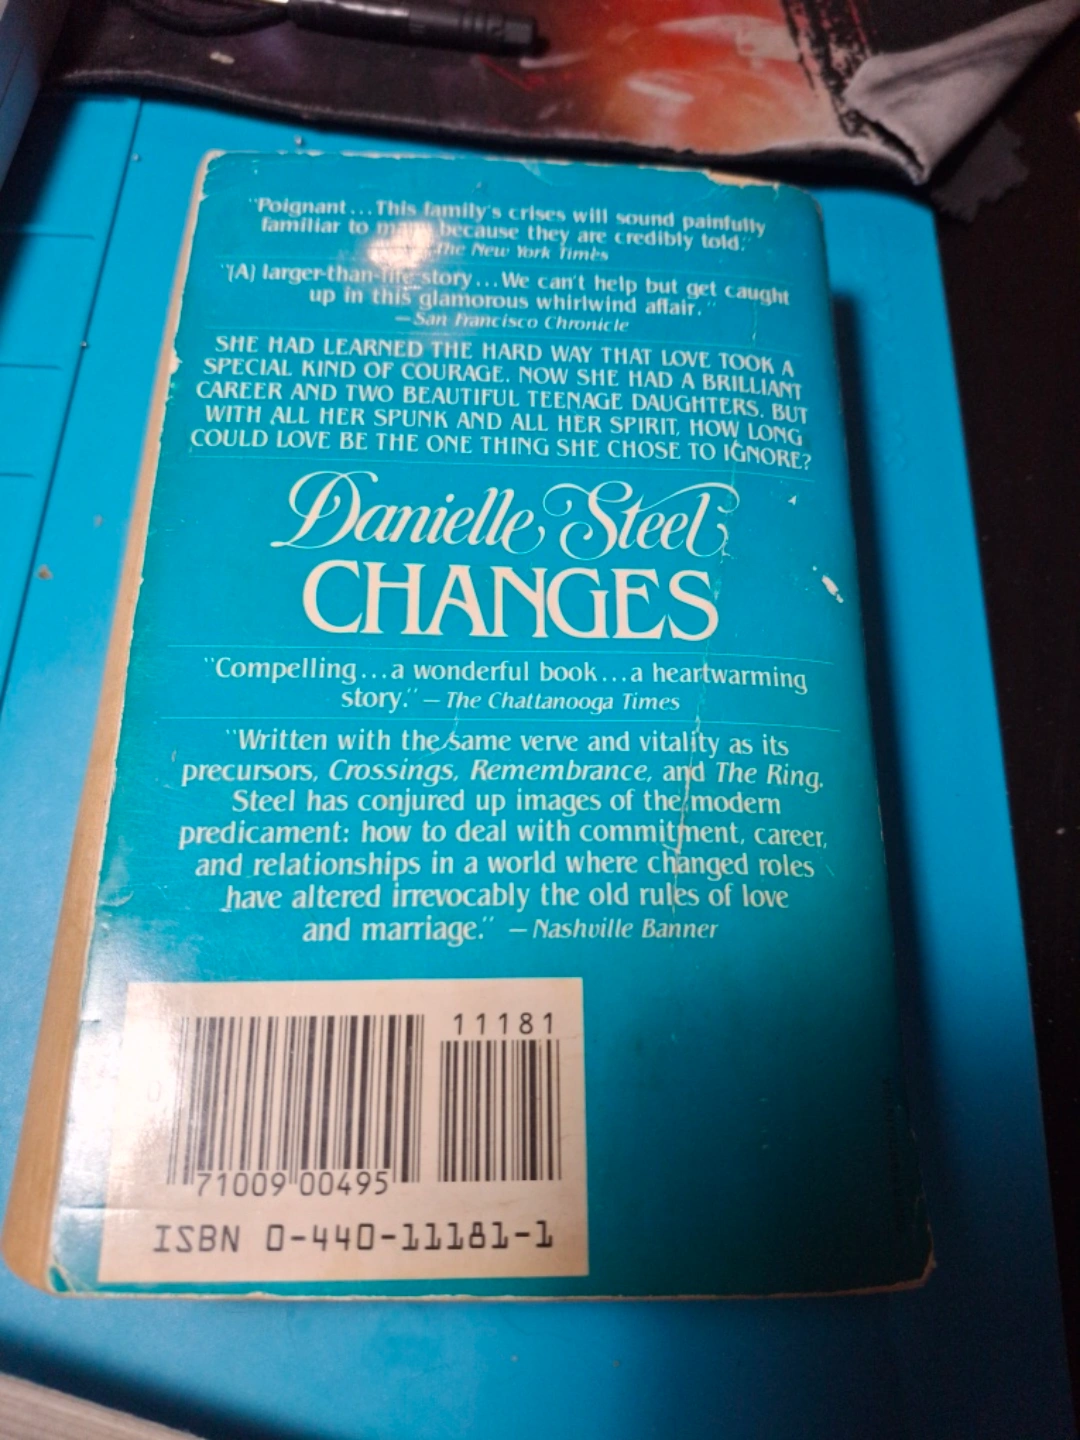 "Poignant...This family's crises will sound painfully
familiar to many because they are credibly told."
—The New York Times
"(A) larger-than-life story...We can't help but get caught
up in this glamorous whirlwind affair."
—San Francisco Chronicle
SHE HAD LEARNED THE HARD WAY THAT LOVE TOOK A
SPECIAL KIND OF COURAGE. NOW SHE HAD A BRILLIANT
CAREER AND TWO BEAUTIFUL TEENAGE DAUGHTERS. BUT
WITH ALL HER SPUNK AND ALL HER SPIRIT, HOW LONG
COULD LOVE BE THE ONE THING SHE CHOSE TO IGNORE?
Danielle Steel
CHANGES
"Compelling...a wonderful book...a heartwarming
story." —The Chattanooga Times
"Written with the same verve and vitality as its
precursors, Crossings, Remembrance, and The Ring,
Steel has conjured up images of the modern
predicament: how to deal with commitment, career,
and relationships in a world where changed roles
have altered irrevocably the old rules of love
and marriage." —Nashville Banner
11181
0
71009 00495
ISBN 0-440-11181-1